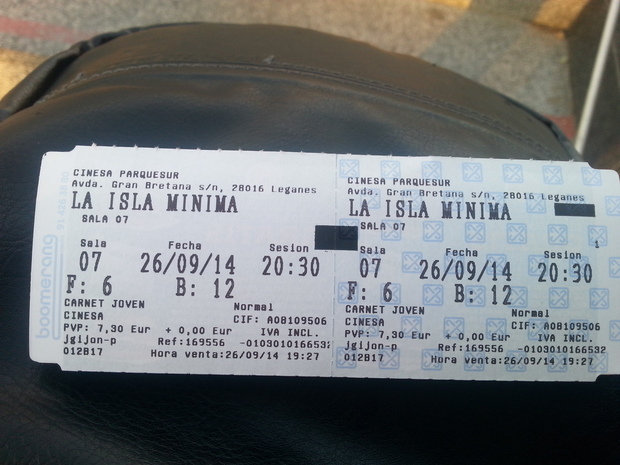 CINESA PARQUESUR
Avda. Gran Bretana s/n, 28016 Leganes
LA ISLA MINIMA
SALA 07
Sala Fecha Sesion
07 26/09/14 20:30
F: 6 B: 12
CARNET JOVEN Normal
CINESA CIF: A08109506
PVP: 7,30 Eur + 0,00 Eur IVA INCL.
jgijon-p Ref:169556 -0103010166532
012B17 Hora venta:26/09/14 19:27
boomerang
CINESA PARQUESUR
Avda. Gran Bretana s/n, 28016 Leganes
LA ISLA MINIMA
SALA 07
1
Sala Fecha Sesion
07 26/09/14 20:30
F: 6 B: 12
CARNET JOVEN Normal
CINESA CIF: A08109506
PVP: 7,30 Eur + 0,00 Eur IVA INCL.
jgijon-p Ref:169556 -0103010166532
012B17 Hora venta:26/09/14 19:27